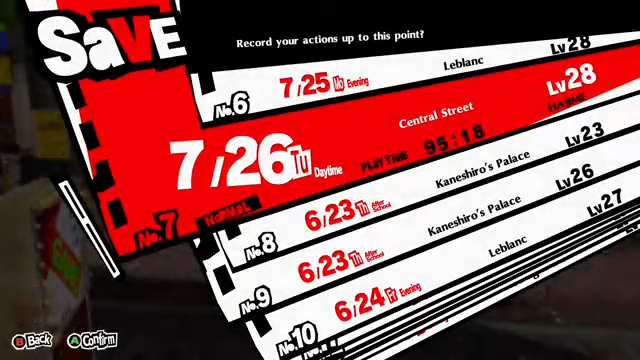 SaVE
Record your actions up to this point?
No.6 7/25 Mo Evening Leblanc Lv28
No.7 7/26 Tu Daytime Central Street Lv28
NORMAL PLAY TIME 95:18 HAJIME
No.8 6/23 Th After School Kaneshiro's Palace Lv23
No.9 6/23 Th After School Kaneshiro's Palace Lv26
No.10 6/24 Fr Evening Leblanc Lv27
B Back A Confirm